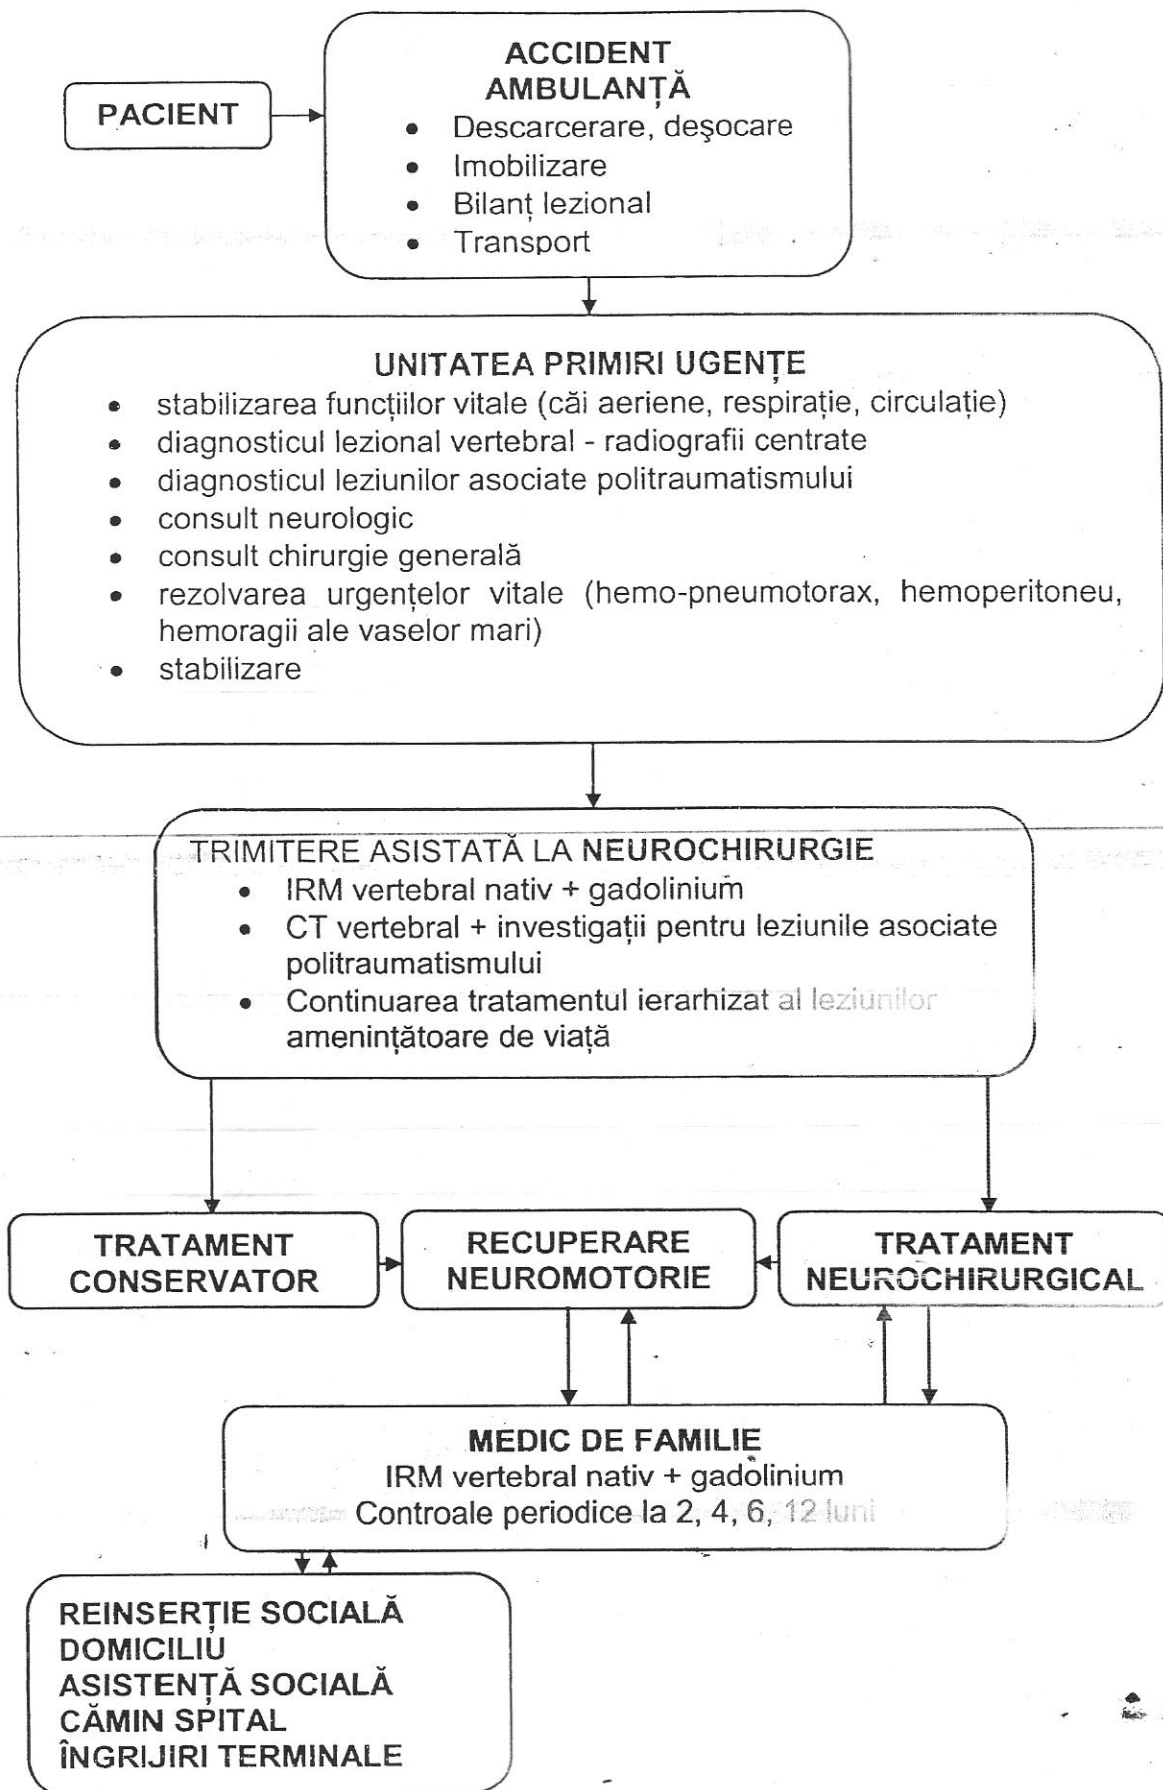 PACIENT
ACCIDENT
AMBULANȚĂ
• Descarcerare, deşocare
• Imobilizare
• Bilanț lezional
• Transport
UNITATEA PRIMIRI UGENȚE
• stabilizarea funcțiilor vitale (căi aeriene, respirație, circulație)
• diagnosticul lezional vertebral - radiografii centrate
• diagnosticul leziunilor asociate politraumatismului
• consult neurologic
• consult chirurgie generală
• rezolvarea urgențelor vitale (hemo-pneumotorax, hemoperitoneu,
hemoragii ale vaselor mari)
• stabilizare
TRIMITERE ASISTATĂ LA NEUROCHIRURGIE
• IRM vertebral nativ + gadolinium
• CT vertebral + investigații pentru leziunile asociate
politraumatismului
• Continuarea tratamentul ierarhizat al leziunilor
amenințătoare de viață
TRATAMENT
CONSERVATOR
RECUPERARE
NEUROMOTORIE
TRATAMENT
NEUROCHIRURGICAL
MEDIC DE FAMILIE
IRM vertebral nativ + gadolinium
Controale periodice la 2, 4, 6, 12 luni
REINSERȚIE SOCIALĂ
DOMICILIU
ASISTENȚĂ SOCIALĂ
CĂMIN SPITAL
ÎNGRIJIRI TERMINALE